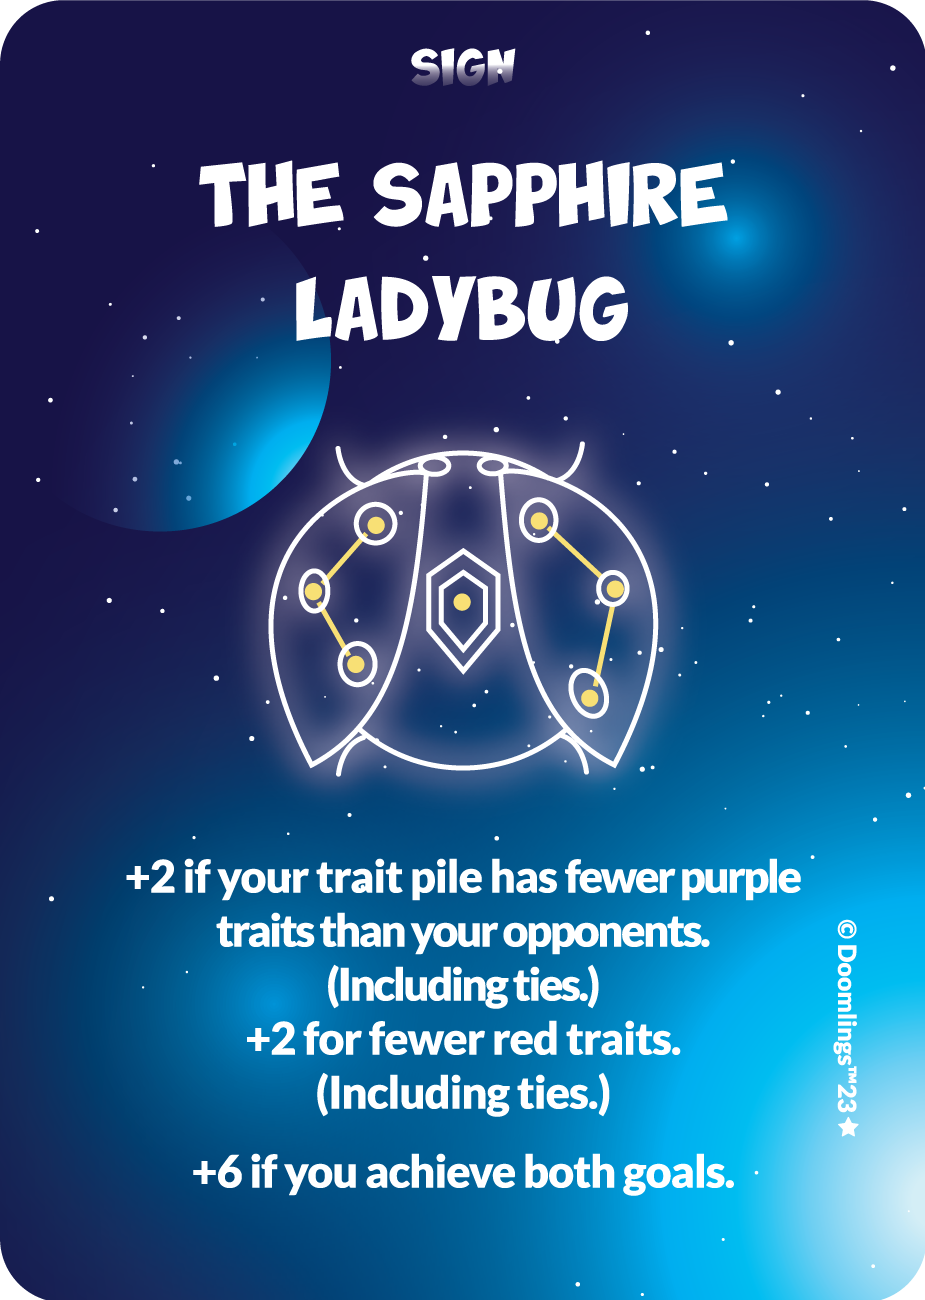 SIGN
THE SAPPHIRE
LADYBUG
+2 if your trait pile has fewer purple
traits than your opponents.
(Including ties.)
+2 for fewer red traits.
(Including ties.)
+6 if you achieve both goals.
© Doomlings™23★